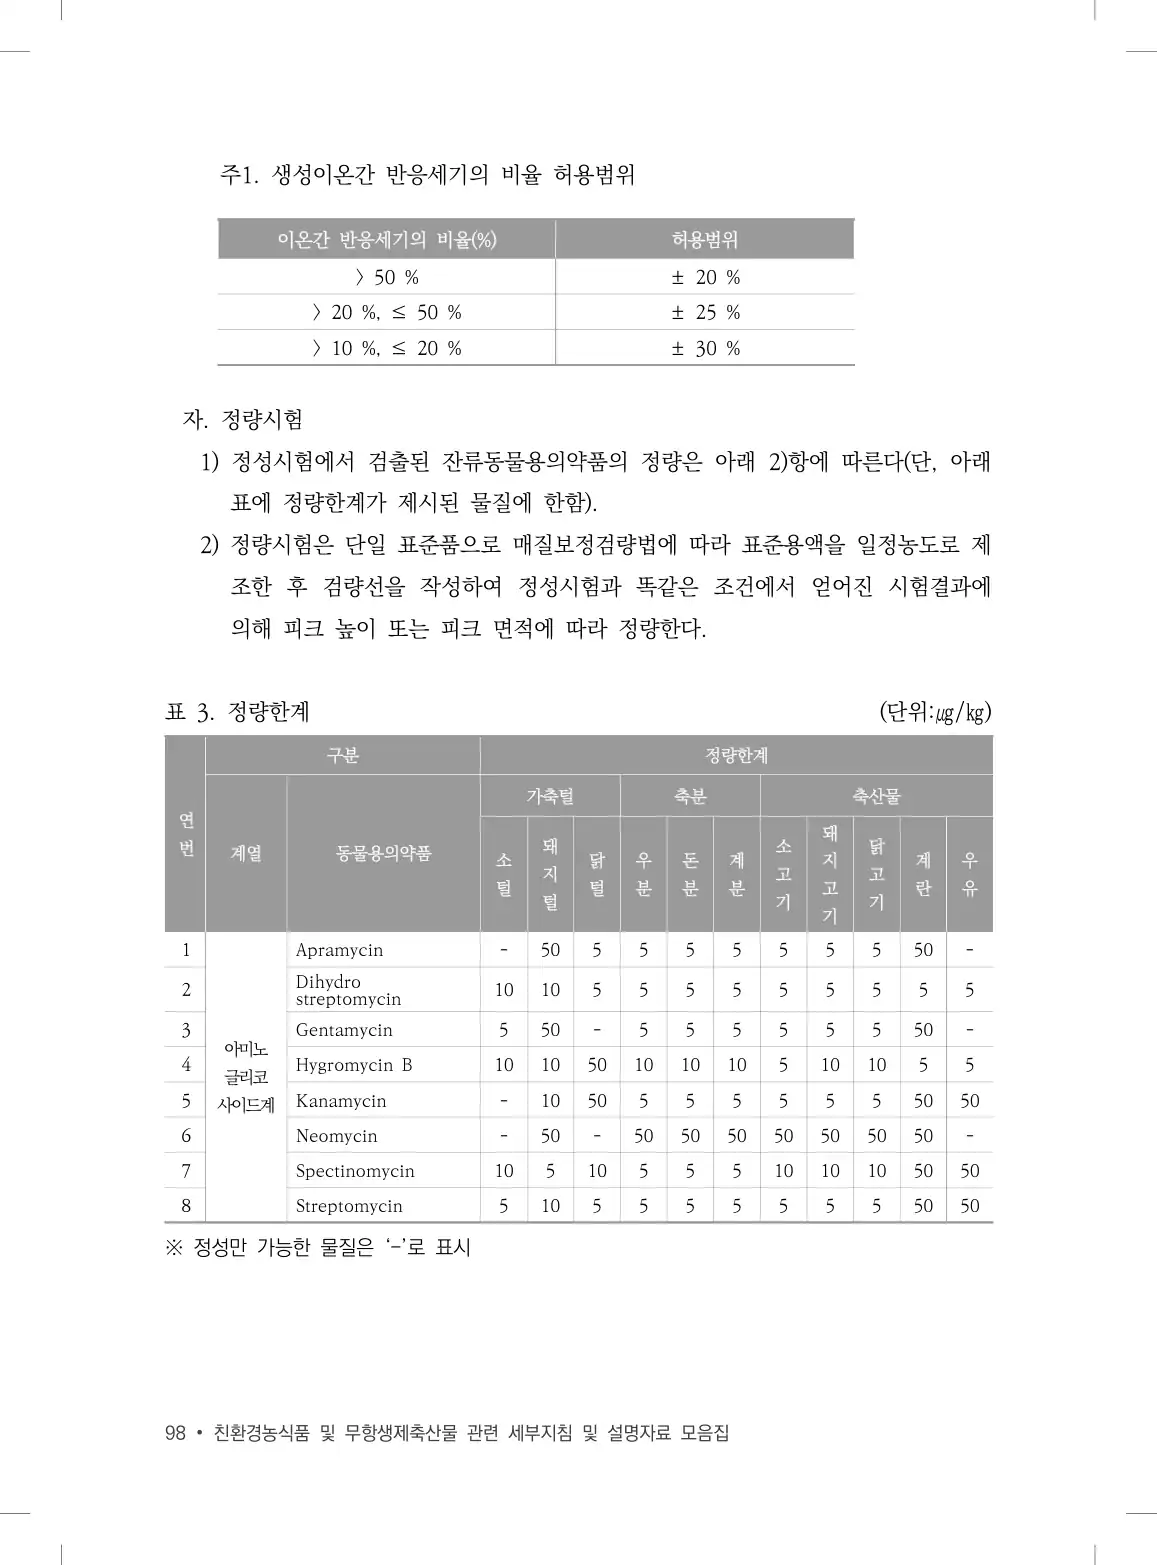 주1. 생성이온간 반응세기의 비율 허용범위
이온간 반응세기의 비율(%) 허용범위
> 50 % ± 20 %
> 20 %, ≤ 50 % ± 25 %
> 10 %, ≤ 20 % ± 30 %
자. 정량시험
1) 정성시험에서 검출된 잔류동물용의약품의 정량은 아래 2)항에 따른다(단, 아래
표에 정량한계가 제시된 물질에 한함).
2) 정량시험은 단일 표준품으로 매질보정검량법에 따라 표준용액을 일정농도로 제
조한 후 검량선을 작성하여 정성시험과 똑같은 조건에서 얻어진 시험결과에
의해 피크 높이 또는 피크 면적에 따라 정량한다.
표 3. 정량한계 (단위:㎍/㎏)
연번 구분 정량한계
계열 동물용의약품 가축털 축분 축산물
소털 돼지털 닭털 우분 돈분 계분 소고기 돼지고기 닭고기 계란 우유
1 Apramycin - 50 5 5 5 5 5 5 5 50 -
2 Dihydro
streptomycin 10 10 5 5 5 5 5 5 5 5 5
3 Gentamycin 5 50 - 5 5 5 5 5 5 50 -
아미노
글리코
사이드계
4 Hygromycin B 10 10 50 10 10 10 5 10 10 5 5
5 Kanamycin - 10 50 5 5 5 5 5 5 50 50
6 Neomycin - 50 - 50 50 50 50 50 50 50 -
7 Spectinomycin 10 5 10 5 5 5 10 10 10 50 50
8 Streptomycin 5 10 5 5 5 5 5 5 5 50 50
※ 정성만 가능한 물질은 ‘-’로 표시
98 • 친환경농식품 및 무항생제축산물 관련 세부지침 및 설명자료 모음집